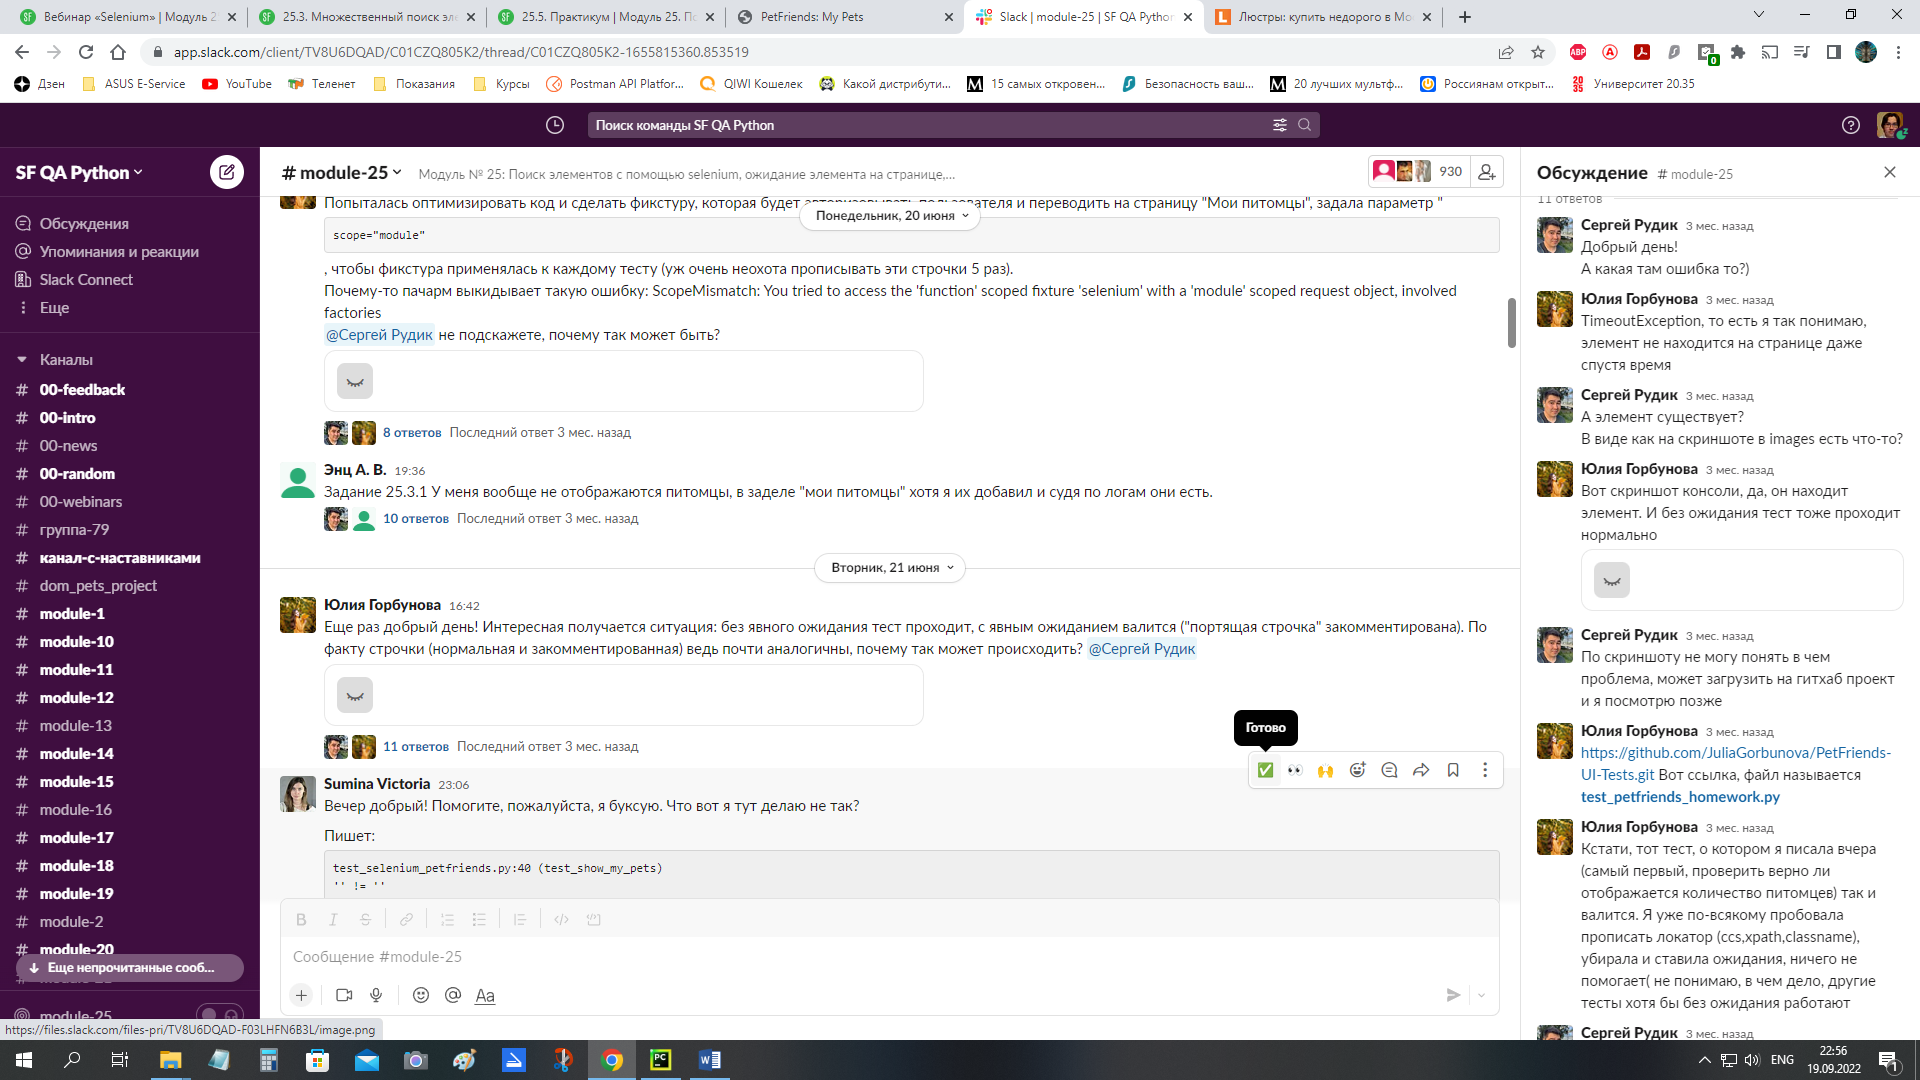 Вебинар «Selenium» | Модуль 2
25.3. Множественный поиск эле
25.5. Практикум | Модуль 25. По
PetFriends: My Pets
Slack | module-25 | SF QA Python
Люстры: купить недорого в Мос
app.slack.com/client/TV8U6DQAD/C01CZQ805K2/thread/C01CZQ805K2-1655815360.853519
ABP
0
Дзен
ASUS E-Service
YouTube
Теленет
Показания
Курсы
Postman API Platfor...
QIWI Кошелек
Какой дистрибути...
15 самых откровен...
Безопасность ваш...
20 лучших мультф...
Россиянам открыт...
Университет 20.35
Поиск команды SF QA Python
SF QA Python
Обсуждения
Упоминания и реакции
Slack Connect
Еще
Каналы
# 00-feedback
# 00-intro
# 00-news
# 00-random
# 00-webinars
# группа-79
# канал-с-наставниками
# dom_pets_project
# module-1
# module-10
# module-11
# module-12
# module-13
# module-14
# module-15
# module-16
# module-17
# module-18
# module-19
# module-2
# module-20
Еще непрочитанные сооб...
module-25
https://files.slack.com/files-pri/TV8U6DQAD-F03LHFN6B3L/image.png
# module-25
Модуль № 25: Поиск элементов с помощью selenium, ожидание элемента на странице,...
930
Попыталась оптимизировать код и сделать фикстуру, которая будет авторизовывать пользователя и переводить на страницу "Мои питомцы", задала параметр "
Понедельник, 20 июня
scope="module"
, чтобы фикстура применялась к каждому тесту (уж очень неохота прописывать эти строчки 5 раз).
Почему-то пачарм выкидывает такую ошибку: ScopeMismatch: You tried to access the 'function' scoped fixture 'selenium' with a 'module' scoped request object, involved
factories
@Сергей Рудик не подскажете, почему так может быть?
8 ответов Последний ответ 3 мес. назад
Энц А. В. 19:36
Задание 25.3.1 У меня вообще не отображаются питомцы, в заделе "мои питомцы" хотя я их добавил и судя по логам они есть.
10 ответов Последний ответ 3 мес. назад
Вторник, 21 июня
Юлия Горбунова 16:42
Еще раз добрый день! Интересная получается ситуация: без явного ожидания тест проходит, с явным ожиданием валится ("портящая строчка" закомментирована). По
факту строчки (нормальная и закомментированная) ведь почти аналогичны, почему так может происходить? @Сергей Рудик
11 ответов Последний ответ 3 мес. назад
Готово
Sumina Victoria 23:06
Вечер добрый! Помогите, пожалуйста, я буксую. Что вот я тут делаю не так?
Пишет:
test_selenium_petfriends.py:40 (test_show_my_pets)
'' != ''
Сообщение #module-25
Aa
Обсуждение # module-25
11 ответов
Сергей Рудик 3 мес. назад
Добрый день!
А какая там ошибка то?)
Юлия Горбунова 3 мес. назад
TimeoutException, то есть я так понимаю,
элемент не находится на странице даже
спустя время
Сергей Рудик 3 мес. назад
А элемент существует?
В виде как на скриншоте в images есть что-то?
Юлия Горбунова 3 мес. назад
Вот скриншот консоли, да, он находит
элемент. И без ожидания тест тоже проходит
нормально
Сергей Рудик 3 мес. назад
По скриншоту не могу понять в чем
проблема, может загрузить на гитхаб проект
и я посмотрю позже
Юлия Горбунова 3 мес. назад
https://github.com/JuliaGorbunova/PetFriends-
UI-Tests.git Вот ссылка, файл называется
test_petfriends_homework.py
Юлия Горбунова 3 мес. назад
Кстати, тот тест, о котором я писала вчера
(самый первый, проверить верно ли
отображается количество питомцев) так и
валится. Я уже по-всякому пробовала
прописать локатор (ccs,xpath,classname),
убирала и ставила ожидания, ничего не
помогает( не понимаю, в чем дело, другие
тесты хотя бы без ожидания работают
Сергей Рудик 3 мес. назад
ENG
22:56
19.09.2022
1